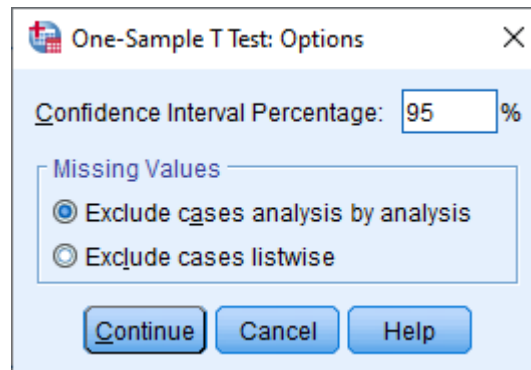 One-Sample T Test: Options
Confidence Interval Percentage: 95 %
Missing Values
Exclude cases analysis by analysis
Exclude cases listwise
Continue Cancel Help